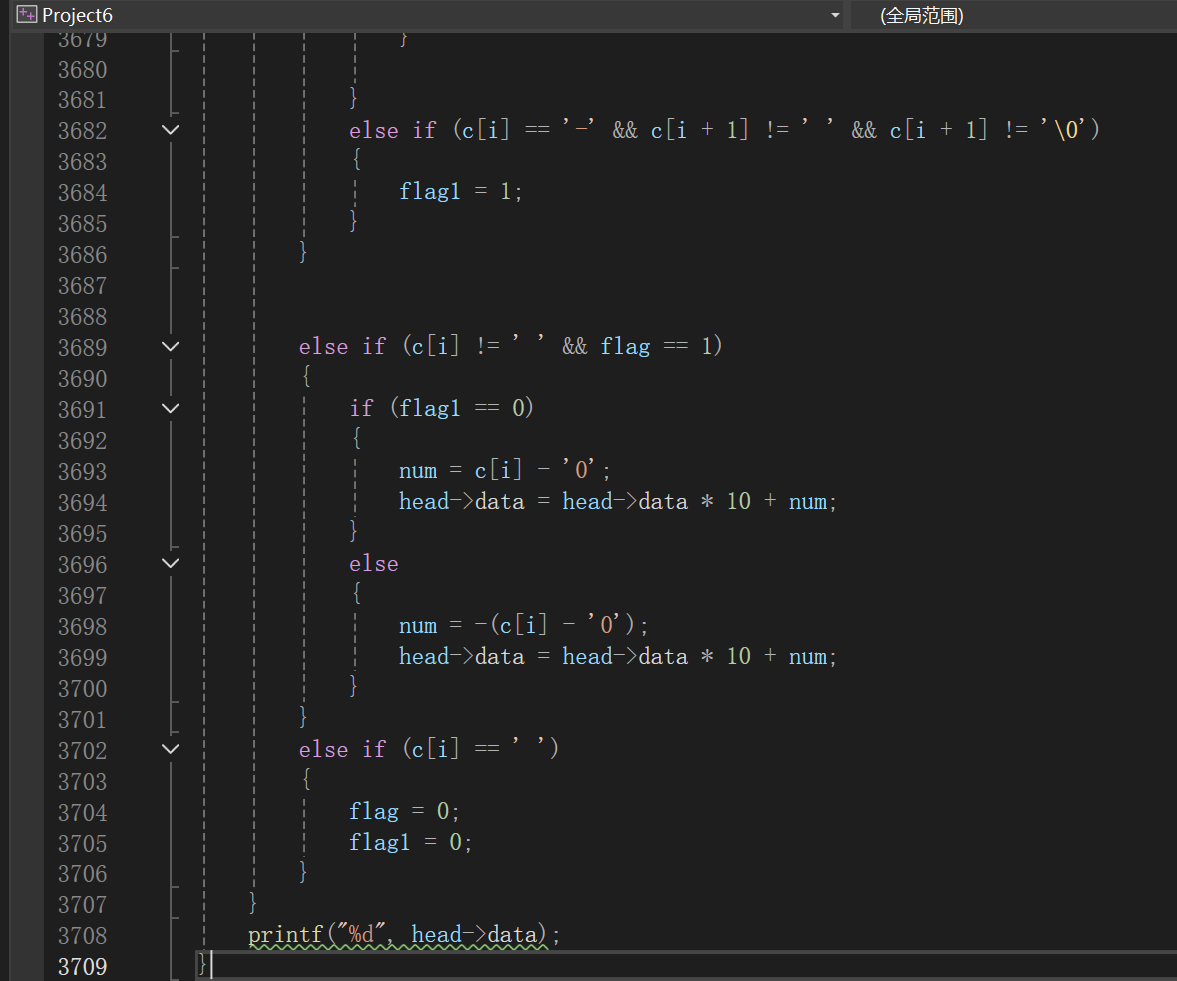 Project6 (全局范围)
3679 }
3680
3681 }
3682 else if (c[i] == '-' && c[i + 1] != ' ' && c[i + 1] != '\0')
3683 {
3684 flag1 = 1;
3685 }
3686 }
3687
3688
3689 else if (c[i] != ' ' && flag == 1)
3690 {
3691 if (flag1 == 0)
3692 {
3693 num = c[i] - '0';
3694 head->data = head->data * 10 + num;
3695 }
3696 else
3697 {
3698 num = -(c[i] - '0');
3699 head->data = head->data * 10 + num;
3700 }
3701 }
3702 else if (c[i] == ' ')
3703 {
3704 flag = 0;
3705 flag1 = 0;
3706 }
3707 }
3708 printf("%d", head->data);
3709 }